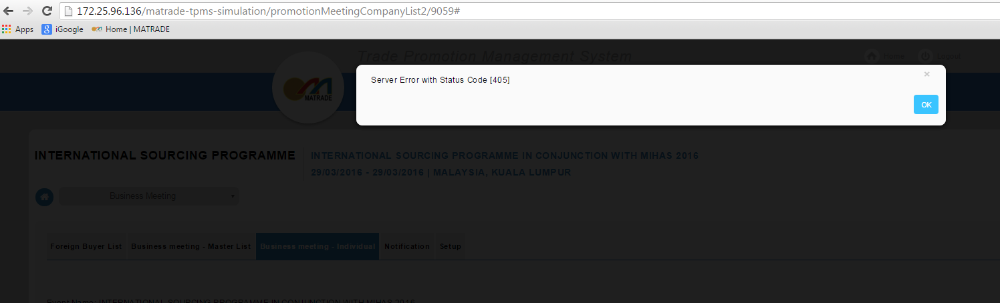 172.25.96.136/matrade-tpms-simulation/promotionMeetingCompanyList2/9059#
Apps iGoogle Home | MATRADE
Trade Promotion Management System
Home Logout
MATRADE
Server Error with Status Code [405]
×
OK
INTERNATIONAL SOURCING PROGRAMME
INTERNATIONAL SOURCING PROGRAMME IN CONJUNCTION WITH MIHAS 2016
29/03/2016 - 29/03/2016 | MALAYSIA, KUALA LUMPUR
Business Meeting
Foreign Buyer List Business meeting - Master List Business meeting - Individual Notification Setup
Event Name: INTERNATIONAL SOURCING PROGRAMME IN CONJUNCTION WITH MIHAS 2016